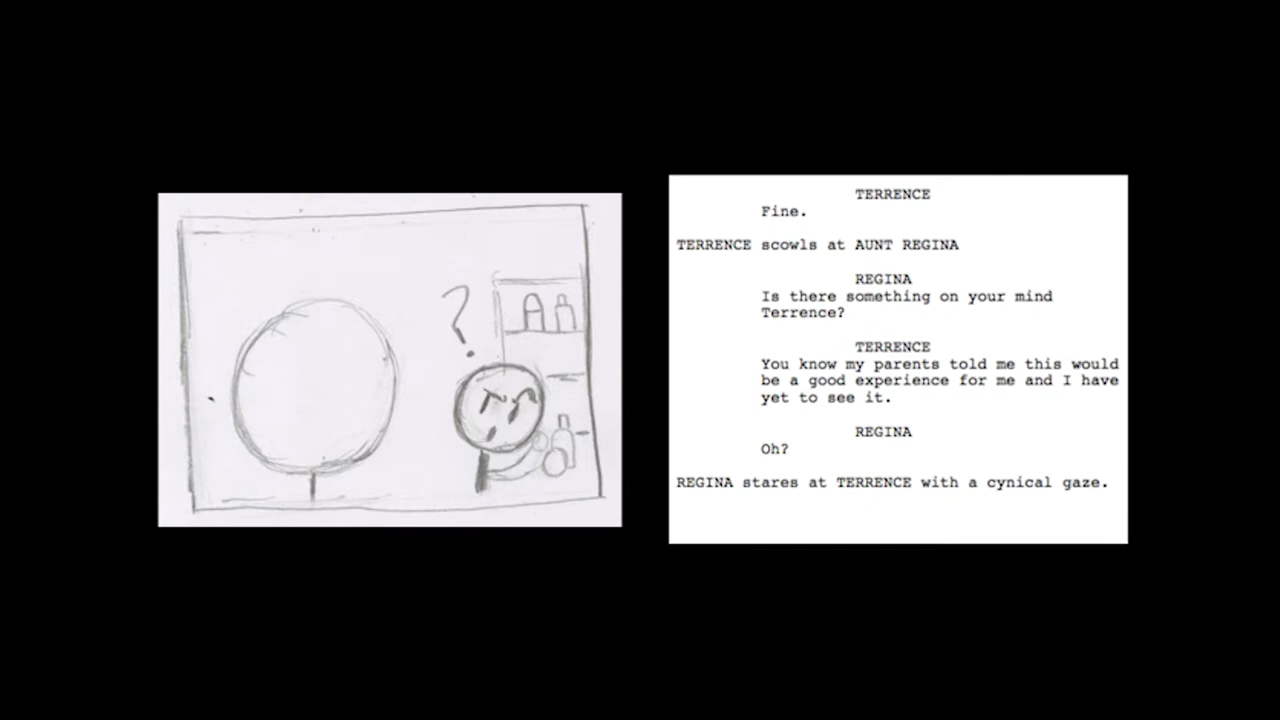 ?
TERRENCE
Fine.
TERRENCE scowls at AUNT REGINA
REGINA
Is there something on your mind
Terrence?
TERRENCE
You know my parents told me this would
be a good experience for me and I have
yet to see it.
REGINA
Oh?
REGINA stares at TERRENCE with a cynical gaze.